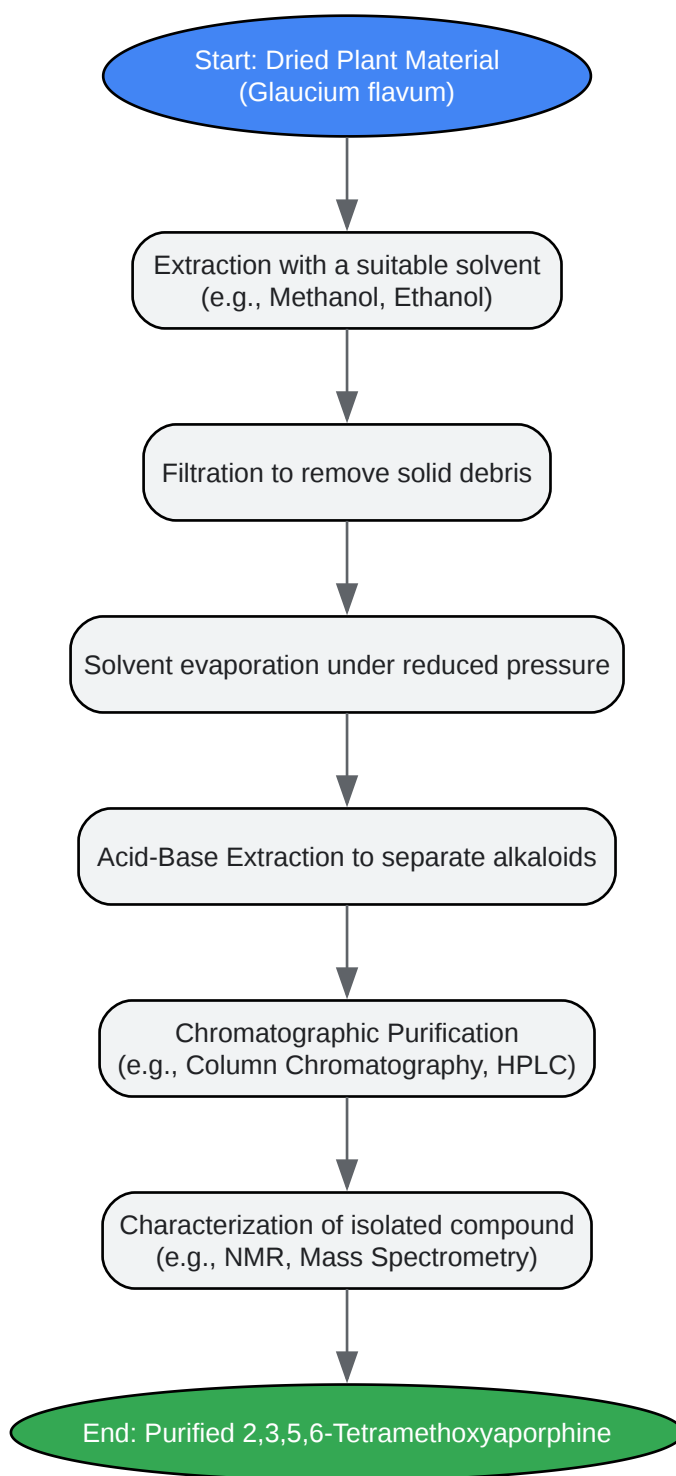 Start: Dried Plant Material
(Glaucium flavum)
Extraction with a suitable solvent
(e.g., Methanol, Ethanol)
Filtration to remove solid debris
Solvent evaporation under reduced pressure
Acid-Base Extraction to separate alkaloids
Chromatographic Purification
(e.g., Column Chromatography, HPLC)
Characterization of isolated compound
(e.g., NMR, Mass Spectrometry)
End: Purified 2,3,5,6-Tetramethoxyaporphine